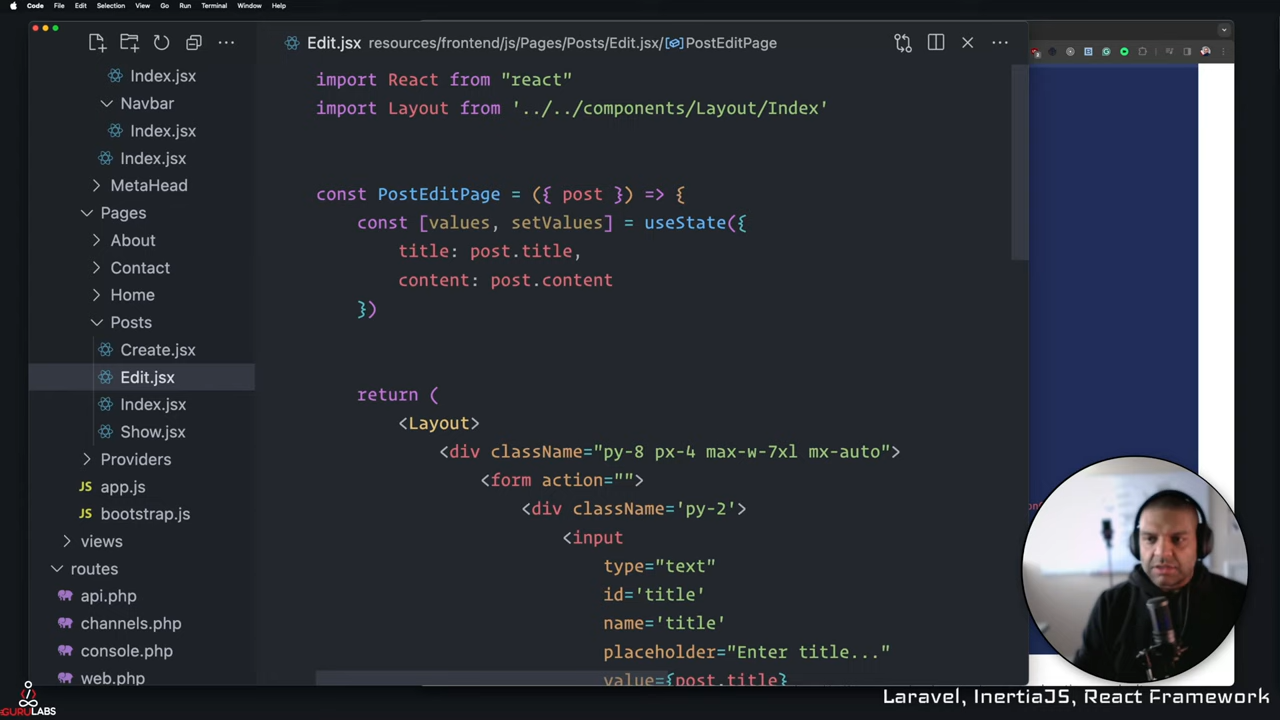 Code File Edit Selection View Go Run Terminal Window Help
Edit.jsx resources/frontend/js/Pages/Posts/Edit.jsx/ PostEditPage
Index.jsx
Navbar
Index.jsx
Index.jsx
MetaHead
Pages
About
Contact
Home
Posts
Create.jsx
Edit.jsx
Index.jsx
Show.jsx
Providers
app.js
bootstrap.js
views
routes
api.php
channels.php
console.php
web.php
import React from "react"
import Layout from '../../components/Layout/Index'
const PostEditPage = ({ post }) => {
const [values, setValues] = useState({
title: post.title,
content: post.content
})
return (
<Layout>
<div className="py-8 px-4 max-w-7xl mx-auto">
<form action="">
<div className='py-2'>
<input
type="text"
id='title'
name='title'
placeholder="Enter title..."
value={post.title}
GURULABS
Laravel, InertiaJS, React Framework